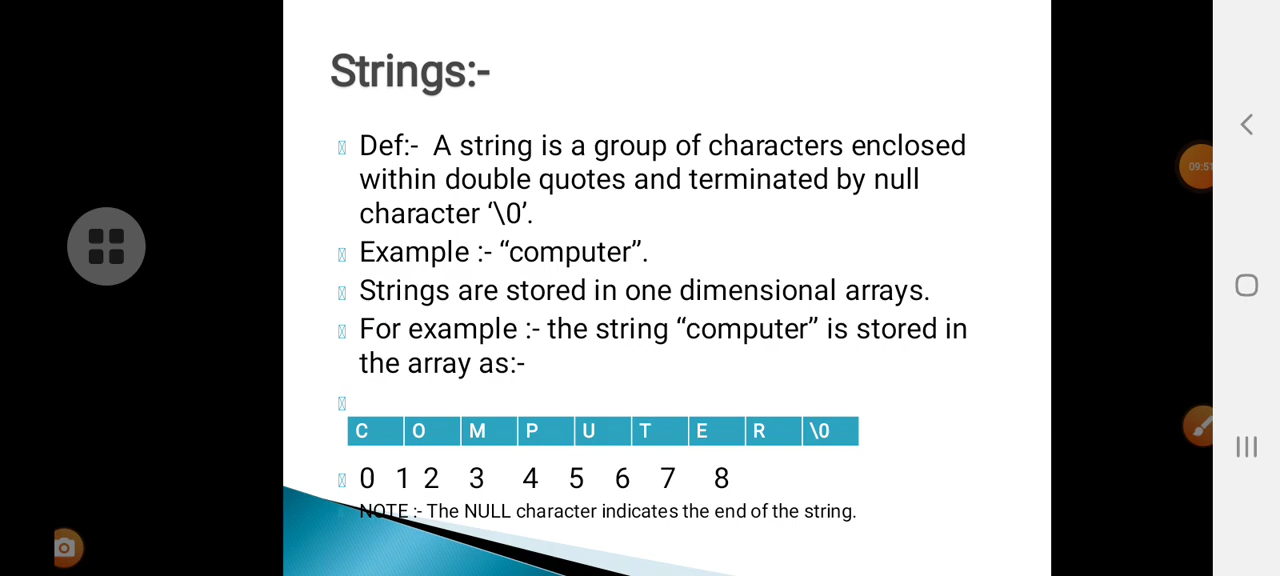 Strings:-
Def:-  A string is a group of characters enclosed
within double quotes and terminated by null
character ‘\0’.
Example :- “computer”.
Strings are stored in one dimensional arrays.
For example :- the string “computer” is stored in
the array as:-
C O M P U T E R \0
0 1 2 3 4 5 6 7 8
NOTE :- The NULL character indicates the end of the string.
09:51